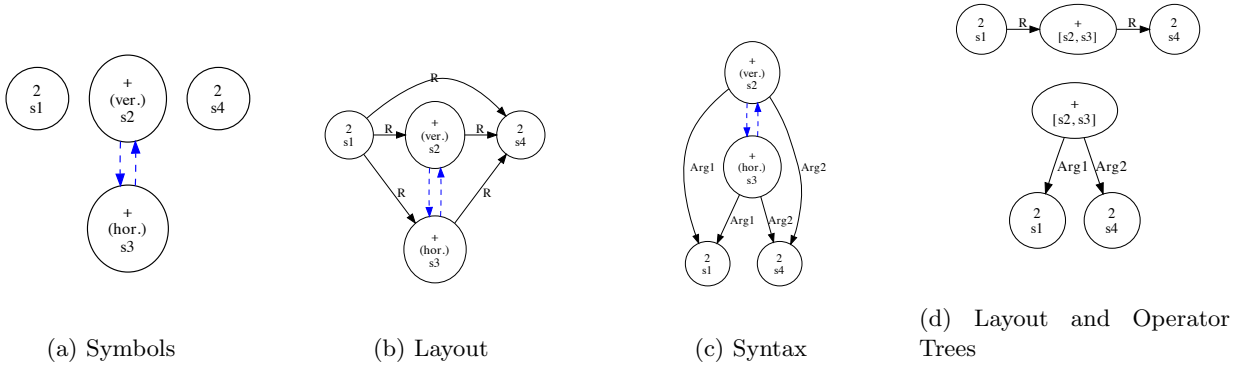 2
s1
+
(ver.)
s2
2
s4
+
(hor.)
s3
(a) Symbols
R
2
s1
R
+
(ver.)
s2
R
2
s4
R
R
+
(hor.)
s3
(b) Layout
+
(ver.)
s2
+
(hor.)
s3
Arg1
Arg2
Arg1
Arg2
2
s1
2
s4
(c) Syntax
2
s1
R
+
[s2, s3]
R
2
s4
+
[s2, s3]
Arg1
Arg2
2
s1
2
s4
(d) Layout and Operator
Trees